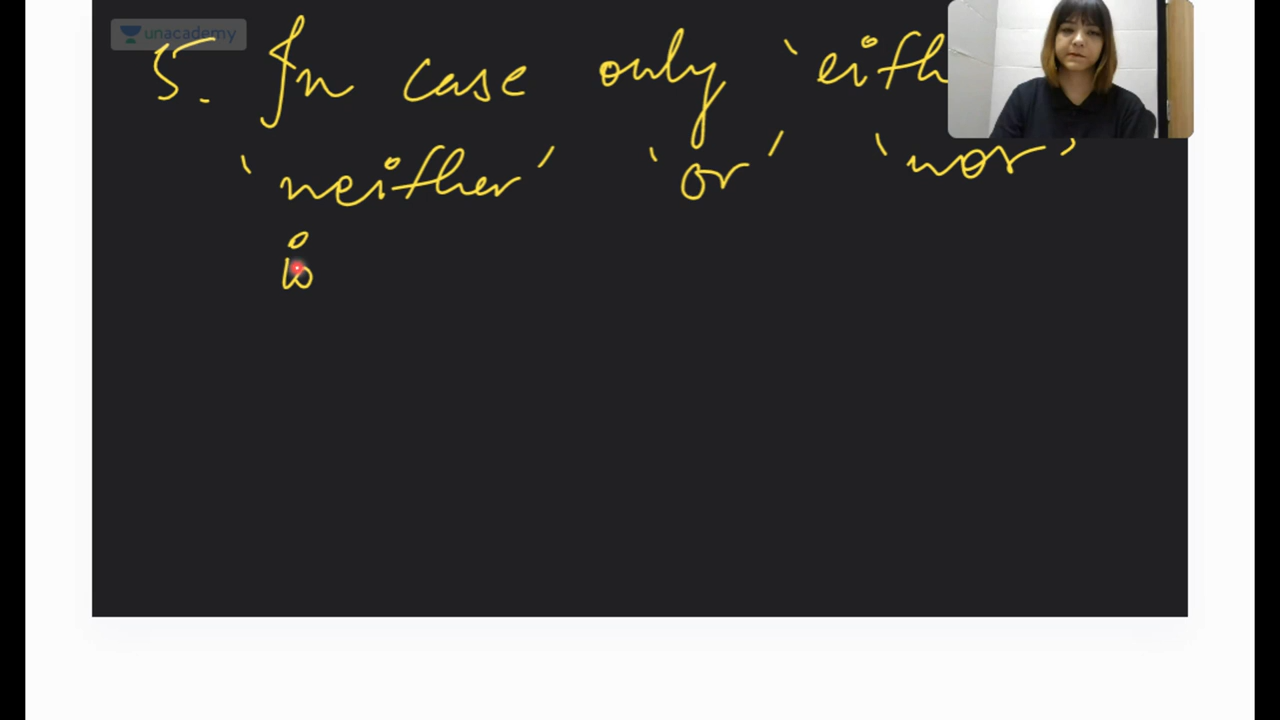 unacademy
5. In case only 'eith
'neither' 'or' 'nor'
is